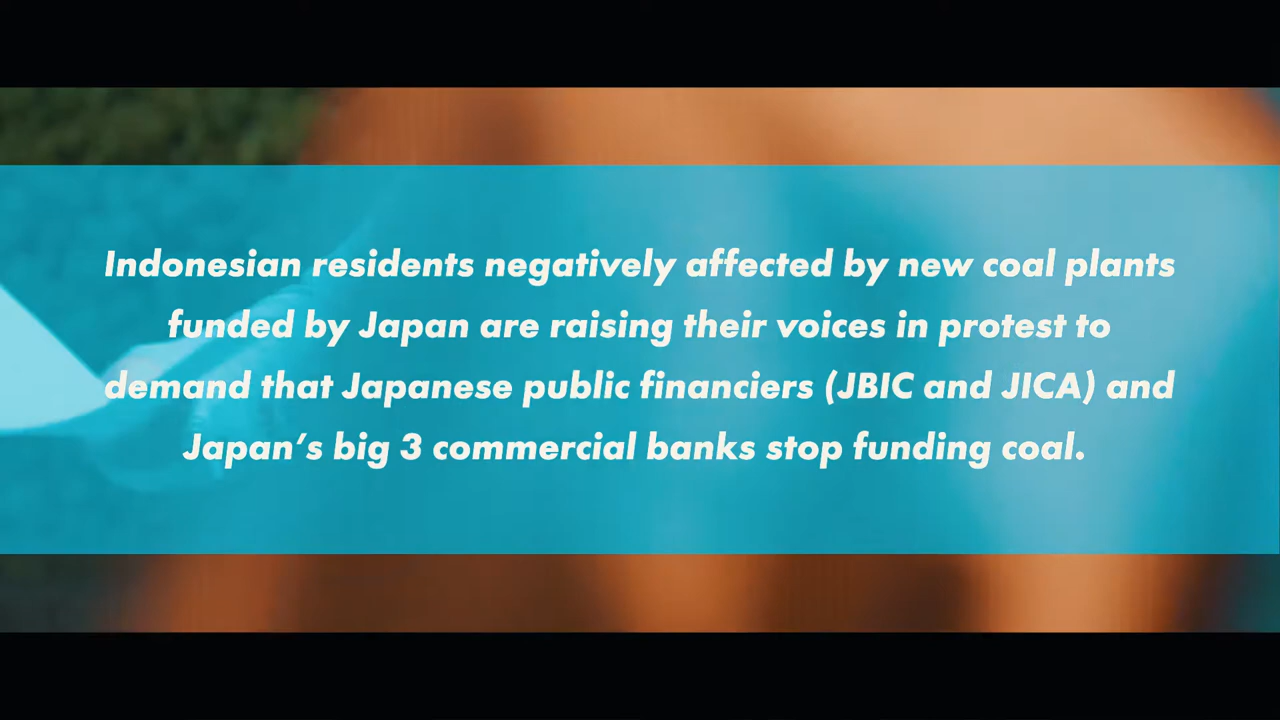 Indonesian residents negatively affected by new coal plants
funded by Japan are raising their voices in protest to
demand that Japanese public financiers (JBIC and JICA) and
Japan’s big 3 commercial banks stop funding coal.